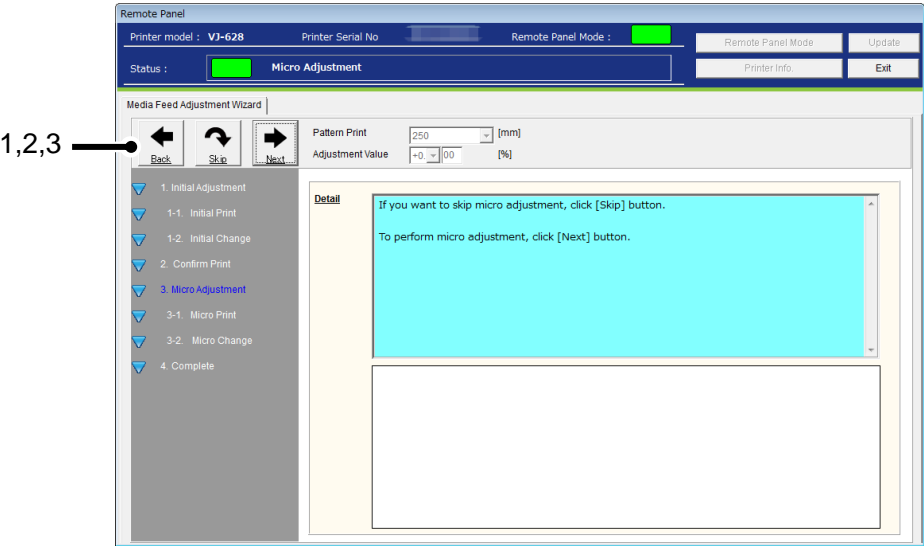 Remote Panel
Printer model : VJ-628 Printer Serial No Remote Panel Mode : Remote Panel Mode Update
Status : Micro Adjustment Printer Info. Exit
Media Feed Adjustment Wizard
1,2,3
Back Skip Next
Pattern Print 250 [mm]
Adjustment Value +0. 00 [%]
1. Initial Adjustment
1-1. Initial Print
1-2. Initial Change
2. Confirm Print
3. Micro Adjustment
3-1. Micro Print
3-2. Micro Change
4. Complete
Detail
If you want to skip micro adjustment, click [Skip] button.
To perform micro adjustment, click [Next] button.